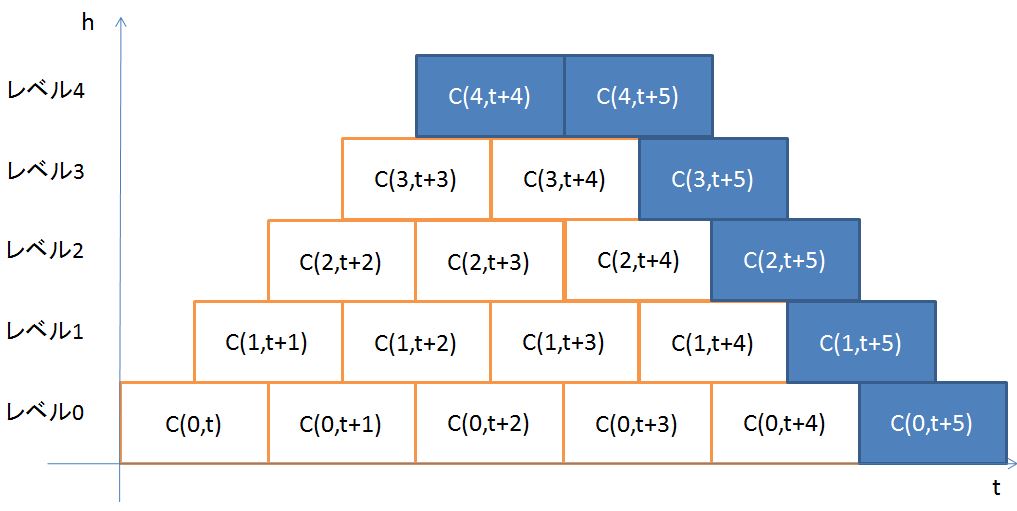 h
レベル4
C(4,t+4) C(4,t+5)
レベル3
C(3,t+3) C(3,t+4) C(3,t+5)
レベル2
C(2,t+2) C(2,t+3) C(2,t+4) C(2,t+5)
レベル1
C(1,t+1) C(1,t+2) C(1,t+3) C(1,t+4) C(1,t+5)
レベル0
C(0,t) C(0,t+1) C(0,t+2) C(0,t+3) C(0,t+4) C(0,t+5)
t